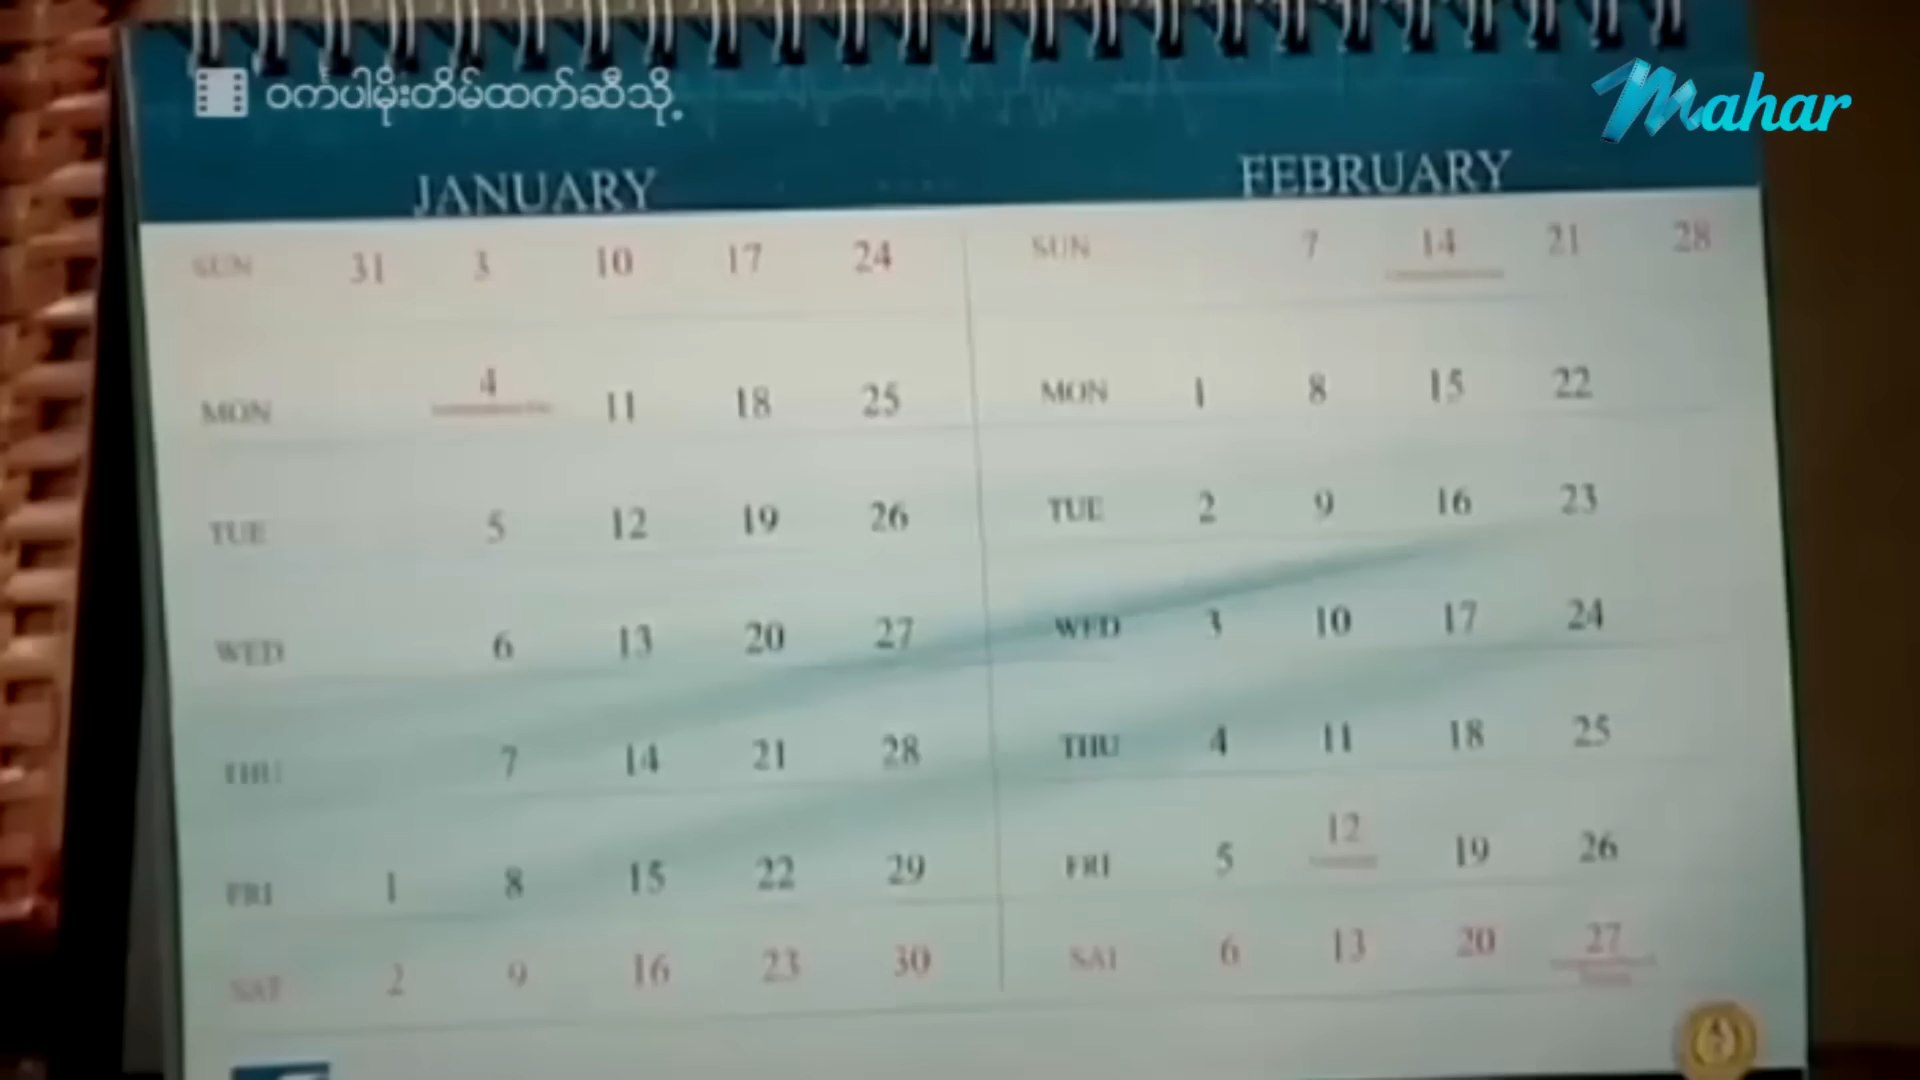 ဝက်ပါမိုးတိမ်ထက်ဆီသို့
Mahar
JANUARY
SUN 31 3 10 17 24
MON 4 11 18 25
TUE 5 12 19 26
WED 6 13 20 27
THU 7 14 21 28
FRI 1 8 15 22 29
SAT 2 9 16 23 30
FEBRUARY
SUN 7 14 21 28
MON 1 8 15 22
TUE 2 9 16 23
WED 3 10 17 24
THU 4 11 18 25
FRI 5 12 19 26
SAT 6 13 20 27